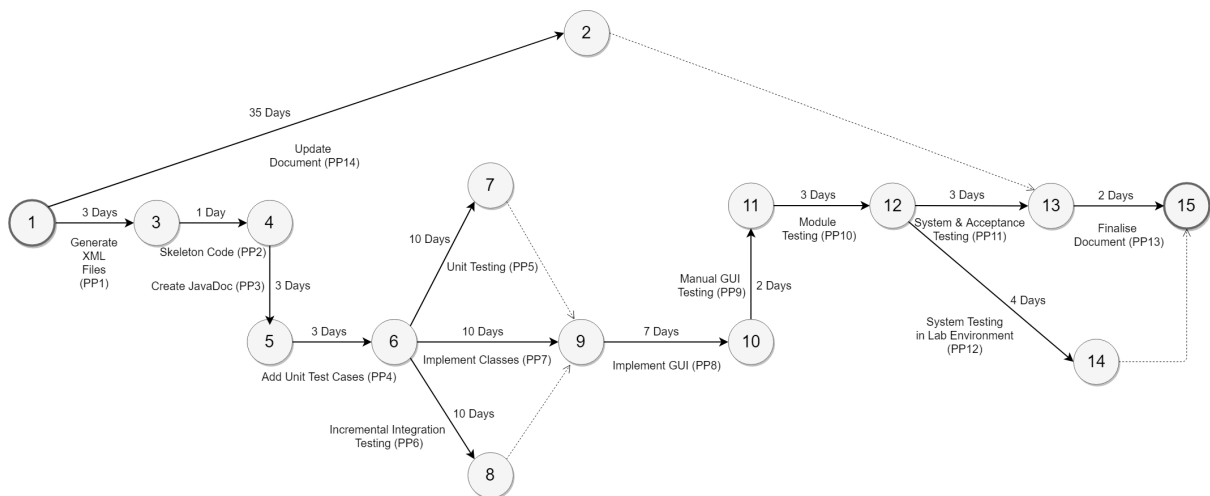 2
35 Days
Update
Document (PP14)
7
1
3 Days
3
1 Day
4
11
3 Days
12
3 Days
13
2 Days
15
Generate
XML
Files
(PP1)
Skeleton Code (PP2)
10 Days
Unit Testing (PP5)
Module
Testing (PP10)
System & Acceptance
Testing (PP11)
Finalise
Document (PP13)
Create JavaDoc (PP3)
3 Days
Manual GUI
Testing (PP9)
2 Days
4 Days
5
3 Days
6
10 Days
9
7 Days
10
System Testing
in Lab Environment
(PP12)
14
Add Unit Test Cases (PP4)
Implement Classes (PP7)
Implement GUI (PP8)
10 Days
Incremental Integration
Testing (PP6)
8